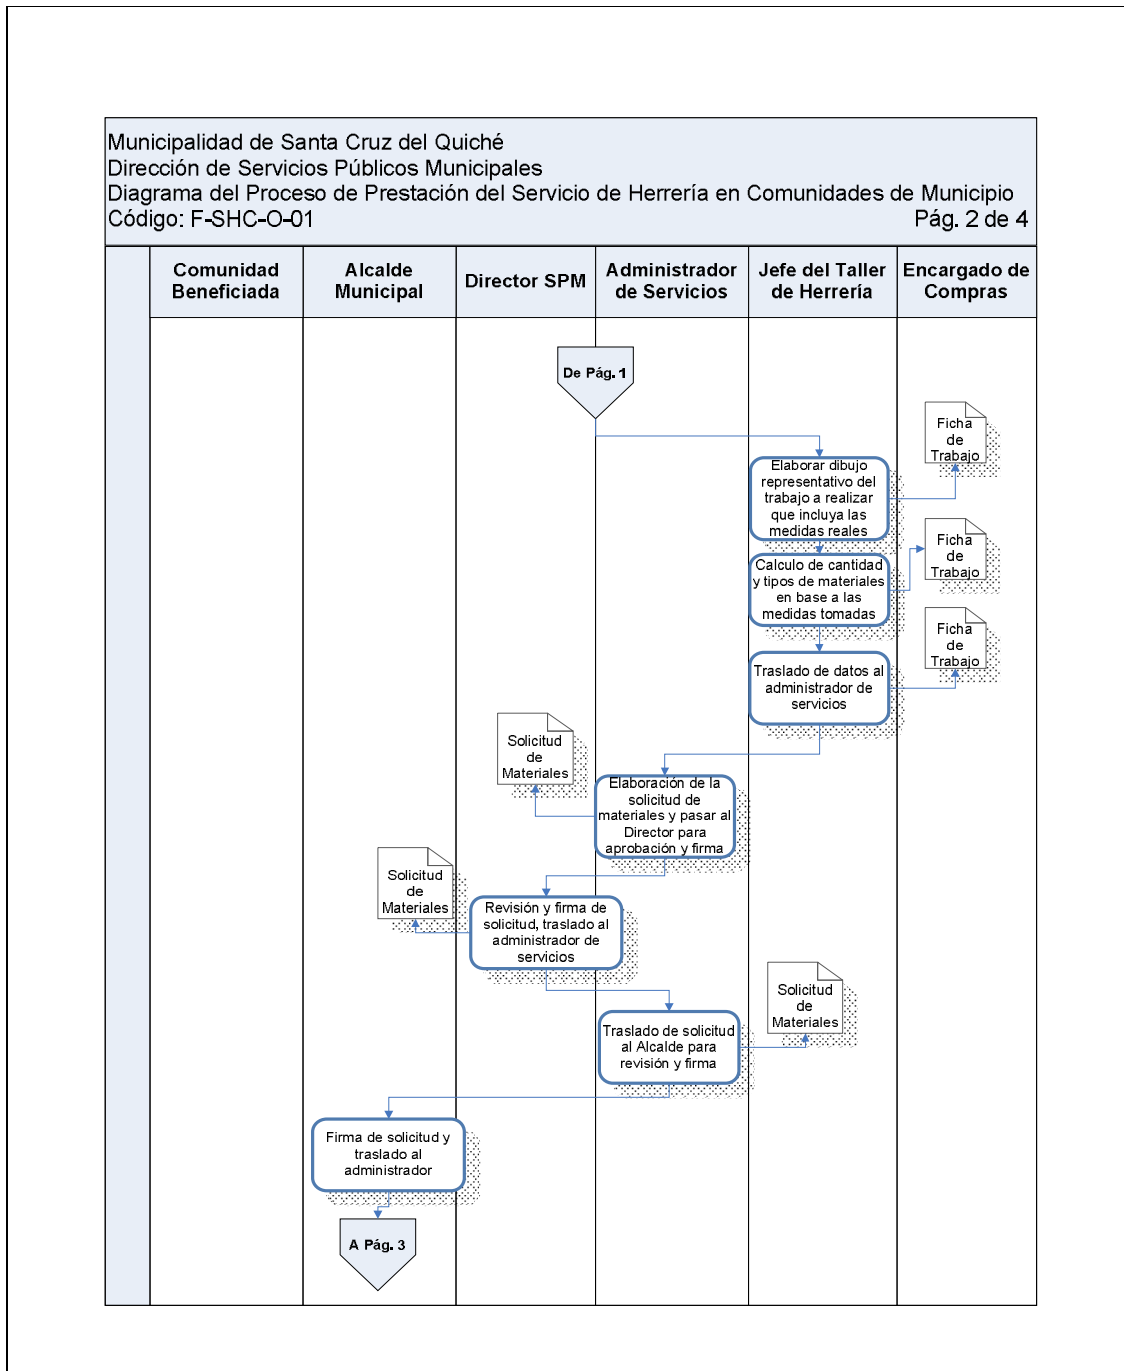 Municipalidad de Santa Cruz del Quiché
Dirección de Servicios Públicos Municipales
Diagrama del Proceso de Prestación del Servicio de Herrería en Comunidades de Municipio
Código: F-SHC-O-01 Pág. 2 de 4
Comunidad
Beneficiada
Alcalde
Municipal
Director SPM
Administrador
de Servicios
Jefe del Taller
de Herrería
Encargado de
Compras
De Pág. 1
Ficha
de
Trabajo
Elaborar dibujo
representativo del
trabajo a realizar
que incluya las
medidas reales
Ficha
de
Trabajo
Calculo de cantidad
y tipos de materiales
en base a las
medidas tomadas
Ficha
de
Trabajo
Traslado de datos al
administrador de
servicios
Solicitud
de
Materiales
Elaboración de la
solicitud de
materiales y pasar al
Director para
aprobación y firma
Solicitud
de
Materiales
Revisión y firma de
solicitud, traslado al
administrador de
servicios
Solicitud
de
Materiales
Traslado de solicitud
al Alcalde para
revisión y firma
Firma de solicitud y
traslado al
administrador
A Pág. 3